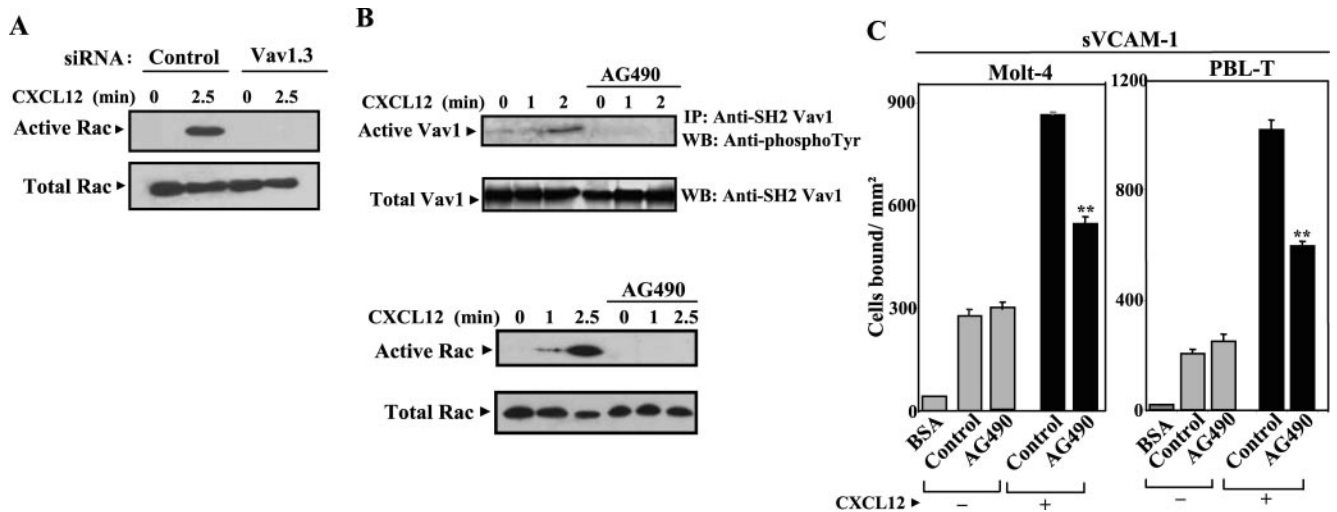 A
siRNA: Control Vav1.3
CXCL12 (min) 0 2.5 0 2.5
Active Rac
Total Rac
B
AG490
CXCL12 (min) 0 1 2 0 1 2
Active Vav1
IP: Anti-SH2 Vav1
WB: Anti-phosphoTyr
Total Vav1
WB: Anti-SH2 Vav1
AG490
CXCL12 (min) 0 1 2.5 0 1 2.5
Active Rac
Total Rac
C
sVCAM-1
Molt-4
PBL-T
Cells bound/ mm²
900
600
300
0
1200
800
400
0
**
**
BSA Control AG490 Control AG490
BSA Control AG490 Control AG490
CXCL12 – + – +